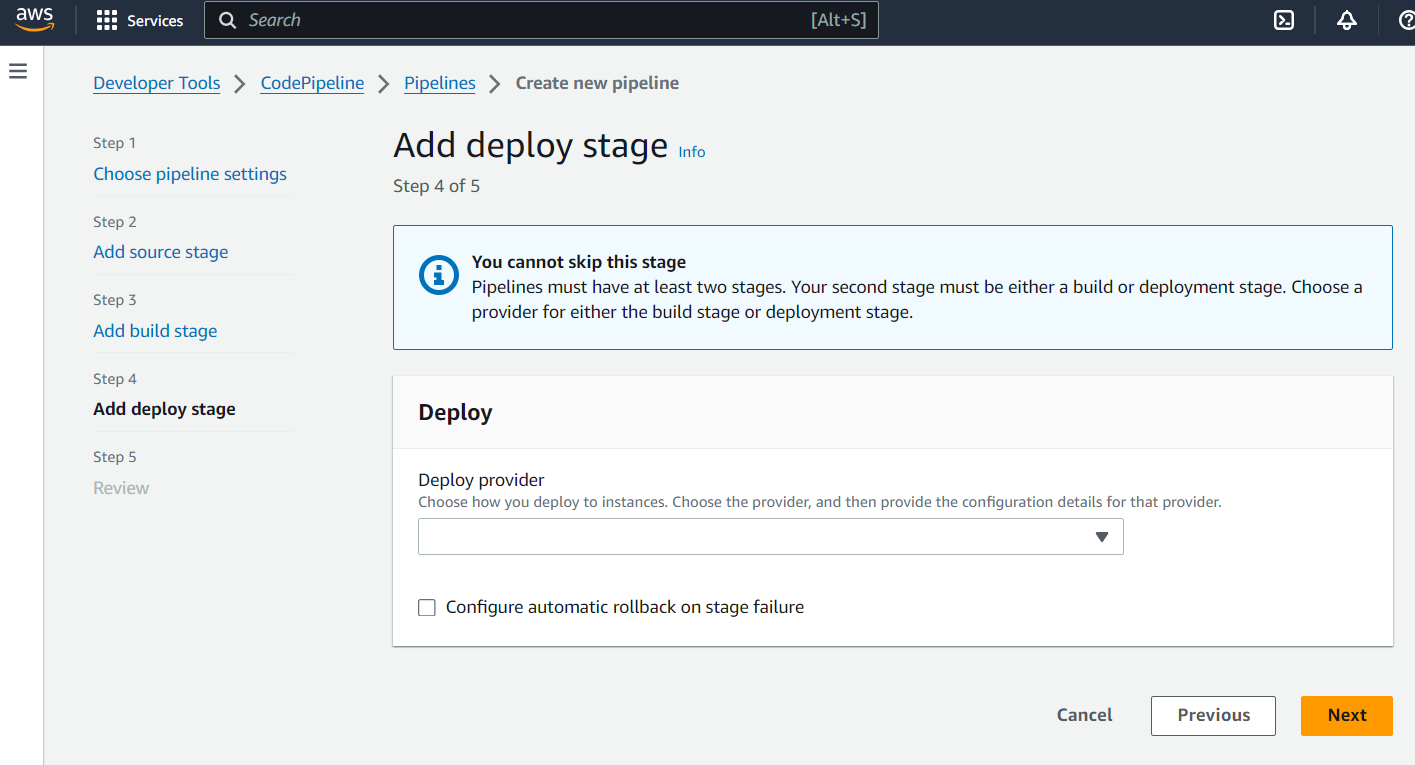 aws
Services
Search
[Alt+S]
Developer Tools
CodePipeline
Pipelines
Create new pipeline
Step 1
Choose pipeline settings
Step 2
Add source stage
Step 3
Add build stage
Step 4
Add deploy stage
Step 5
Review
Add deploy stage Info
Step 4 of 5
You cannot skip this stage
Pipelines must have at least two stages. Your second stage must be either a build or deployment stage. Choose a
provider for either the build stage or deployment stage.
Deploy
Deploy provider
Choose how you deploy to instances. Choose the provider, and then provide the configuration details for that provider.
Configure automatic rollback on stage failure
Cancel
Previous
Next